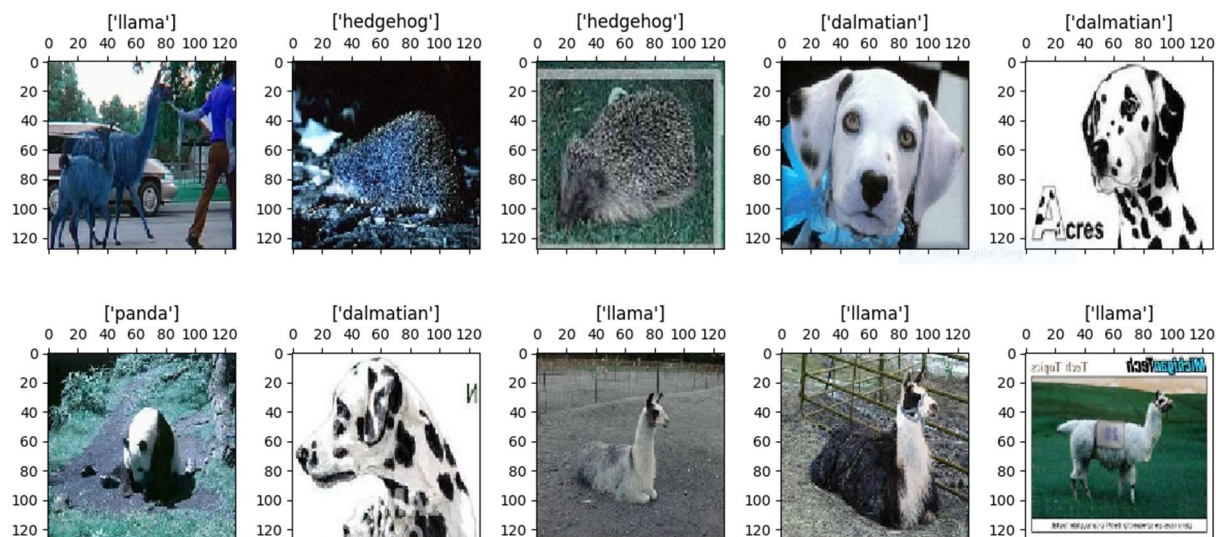 ['llama'] ['hedgehog'] ['hedgehog'] ['dalmatian'] ['dalmatian']
0 20 40 60 80 100 120 0 20 40 60 80 100 120 0 20 40 60 80 100 120 0 20 40 60 80 100 120 0 20 40 60 80 100 120
0 0 0 0 0
20 20 20 20 20
40 40 40 40 40
60 60 60 60 60
80 80 80 80 80
100 100 100 100 100
Acres
120 120 120 120 120
Rectangular Snip
['panda'] ['dalmatian'] ['llama'] ['llama'] ['llama']
0 20 40 60 80 100 120 0 20 40 60 80 100 120 0 20 40 60 80 100 120 0 20 40 60 80 100 120 0 20 40 60 80 100 120
0 0 0 0 0
MichiganTech Tech Topics
20 20 20 20 20
N
40 40 40 40 40
28
60 60 60 60 60
80 80 80 80 80
100 100 100 100 100
120 120 120 120 120